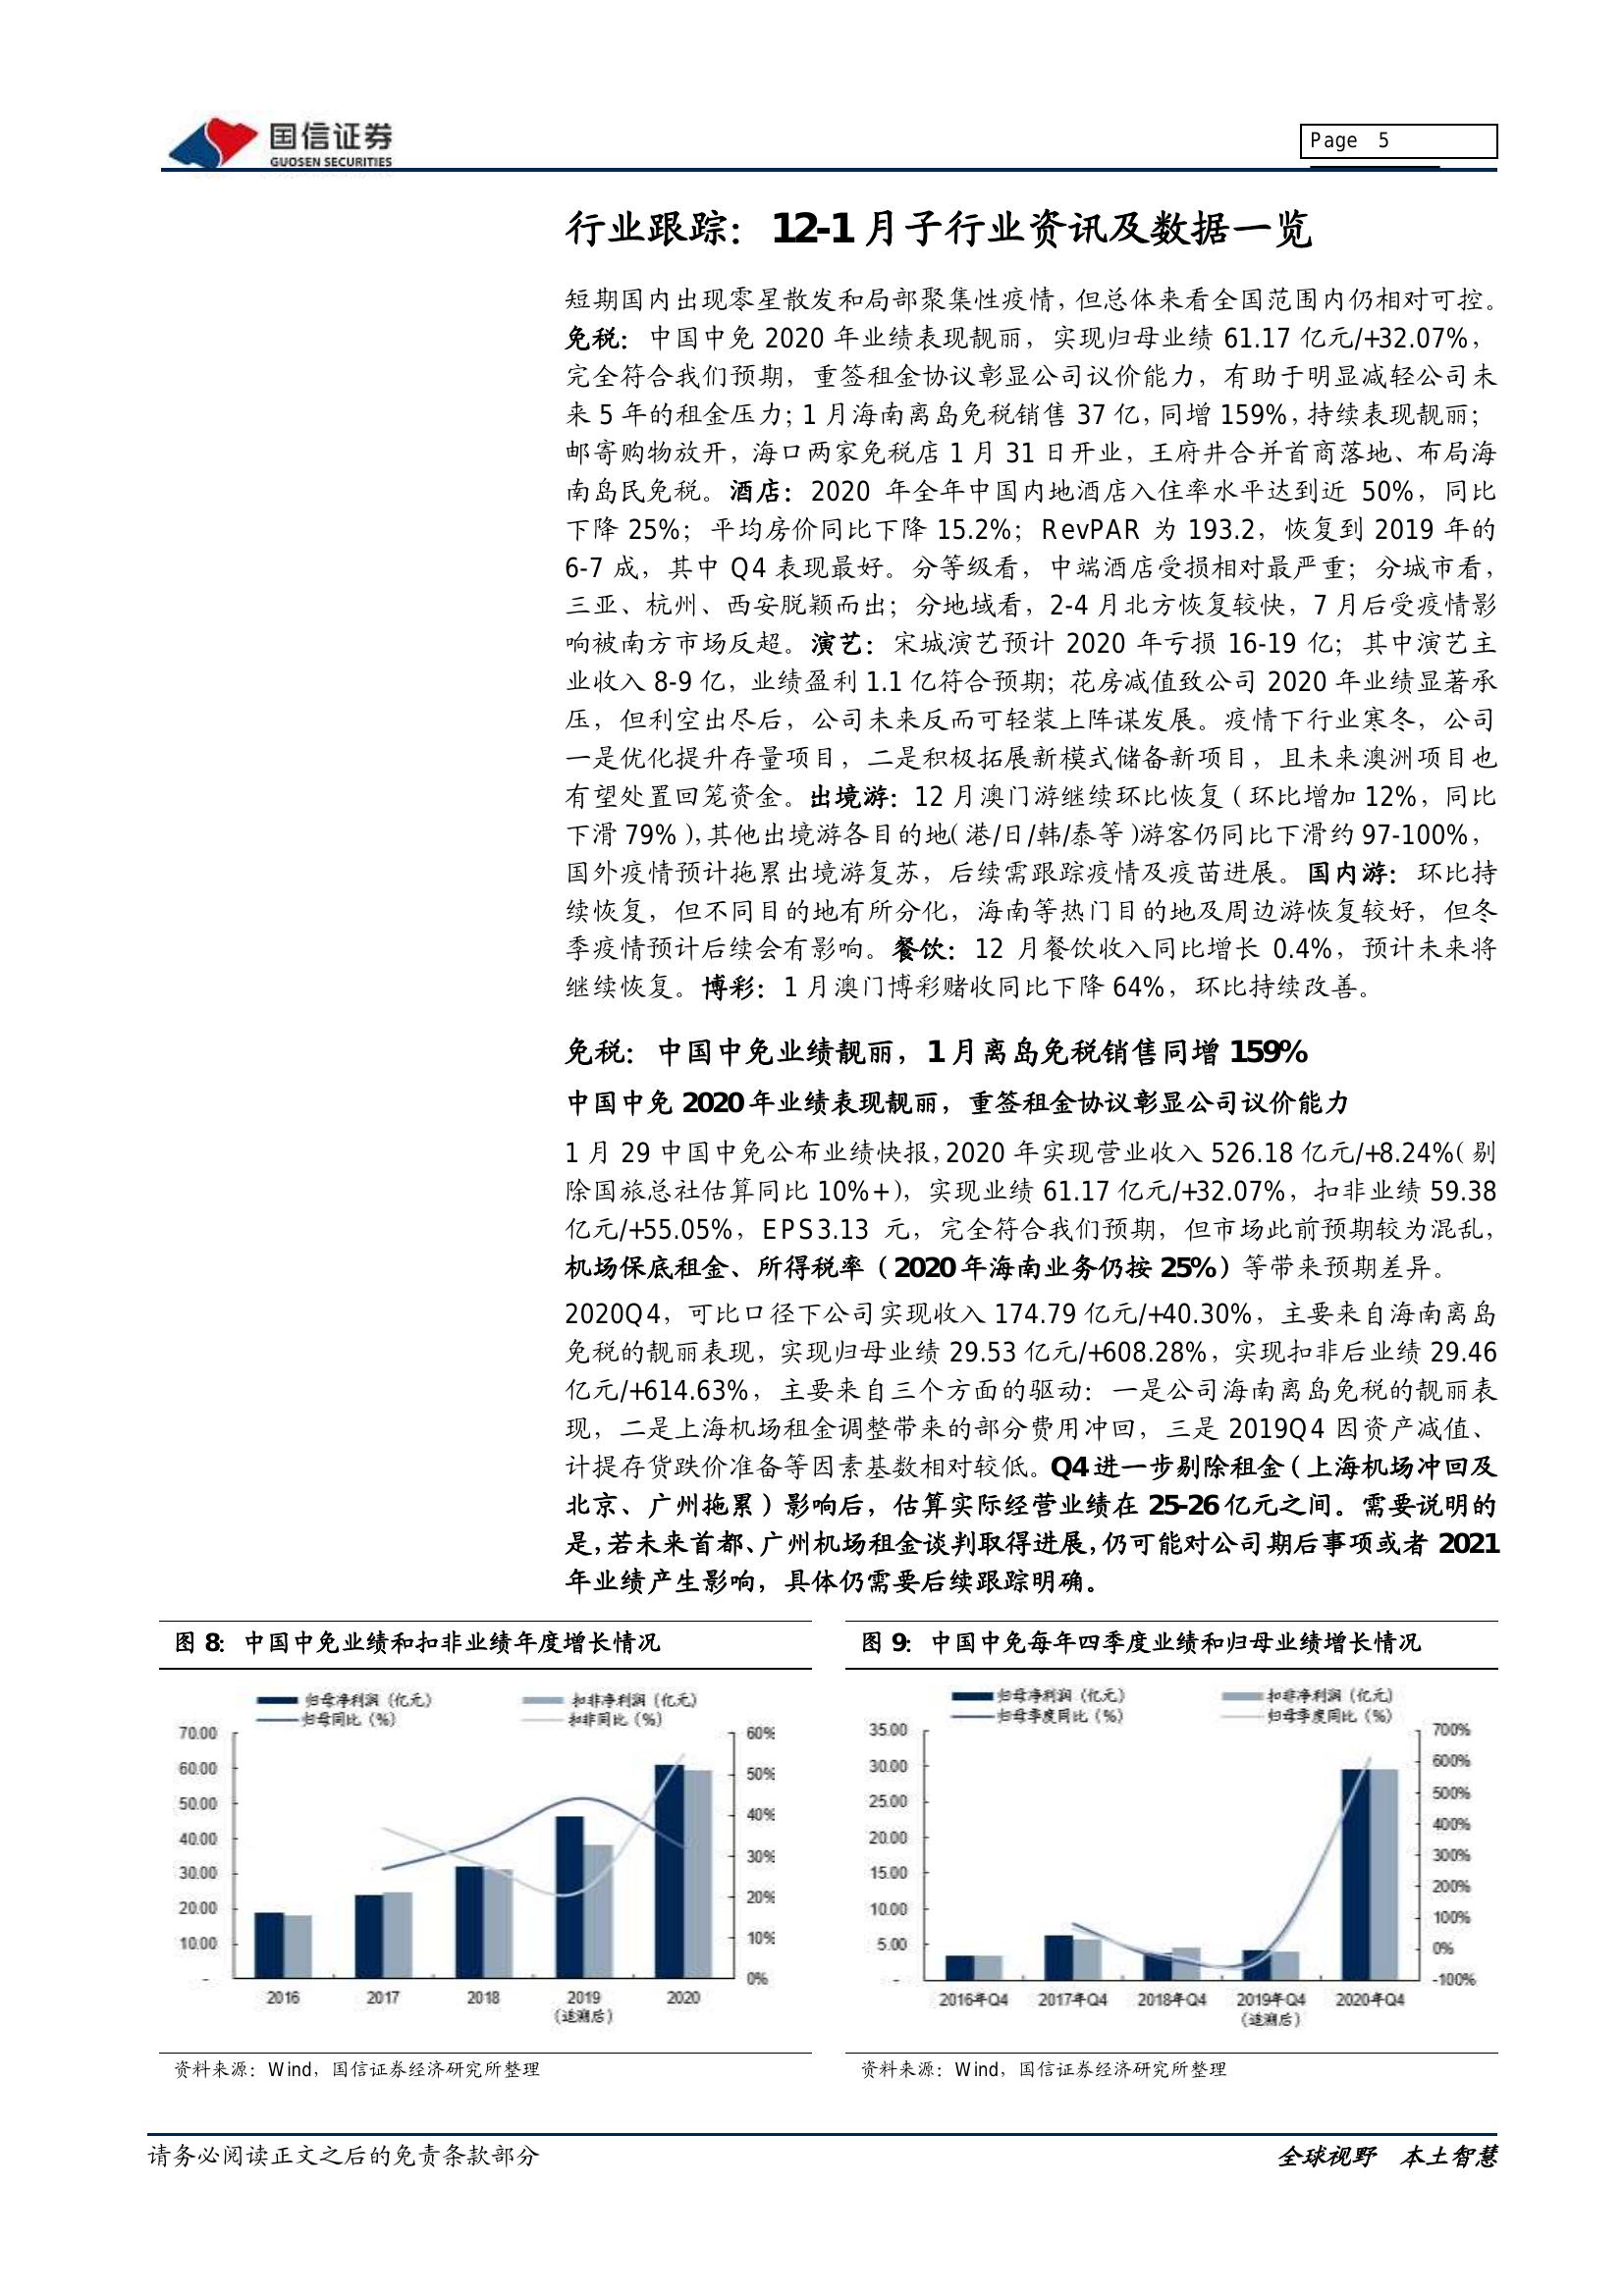 国信证券
GUOSEN SECURITIES
Page 5
行业跟踪：12-1 月子行业资讯及数据一览
短期国内出现零星散发和局部聚集性疫情，但总体来看全国范围内仍相对可控。
免税：中国中免 2020 年业绩表现靓丽，实现归母业绩 61.17 亿元/+32.07%，
完全符合我们预期，重签租金协议彰显公司议价能力，有助于明显减轻公司未
来 5 年的租金压力；1 月海南离岛免税销售 37 亿，同增 159%，持续表现靓丽；
邮寄购物放开，海口两家免税店 1 月 31 日开业，王府井合并首商落地、布局海
南岛民免税。酒店：2020 年全年中国内地酒店入住率水平达到近 50%，同比
下降 25%；平均房价同比下降 15.2%；RevPAR 为 193.2，恢复到 2019 年的
6-7 成，其中 Q4 表现最好。分等级看，中端酒店受损相对最严重；分城市看，
三亚、杭州、西安脱颖而出；分地域看，2-4 月北方恢复较快，7 月后受疫情影
响被南方市场反超。演艺：宋城演艺预计 2020 年亏损 16-19 亿；其中演艺主
业收入 8-9 亿，业绩盈利 1.1 亿符合预期；花房减值致公司 2020 年业绩显著承
压，但利空出尽后，公司未来反而可轻装上阵谋发展。疫情下行业寒冬，公司
一是优化提升存量项目，二是积极拓展新模式储备新项目，且未来澳洲项目也
有望处置回笼资金。出境游：12 月澳门游继续环比恢复（环比增加 12%，同比
下滑 79%），其他出境游各目的地（港/日/韩/泰等）游客仍同比下滑约 97-100%，
国外疫情预计拖累出境游复苏，后续需跟踪疫情及疫苗进展。国内游：环比持
续恢复，但不同目的地有所分化，海南等热门目的地及周边游恢复较好，但冬
季疫情预计后续会有影响。餐饮：12 月餐饮收入同比增长 0.4%，预计未来将
继续恢复。博彩：1 月澳门博彩赌收同比下降 64%，环比持续改善。
免税：中国中免业绩靓丽，1 月离岛免税销售同增 159%
中国中免 2020 年业绩表现靓丽，重签租金协议彰显公司议价能力
1 月 29 中国中免公布业绩快报，2020 年实现营业收入 526.18 亿元/+8.24%（剔
除国旅总社估算同比 10%+），实现业绩 61.17 亿元/+32.07%，扣非业绩 59.38
亿元/+55.05%，EPS3.13 元，完全符合我们预期，但市场此前预期较为混乱，
机场保底租金、所得税率（2020 年海南业务仍按 25%）等带来预期差异。
2020Q4，可比口径下公司实现收入 174.79 亿元/+40.30%，主要来自海南离岛
免税的靓丽表现，实现归母业绩 29.53 亿元/+608.28%，实现扣非后业绩 29.46
亿元/+614.63%，主要来自三个方面的驱动：一是公司海南离岛免税的靓丽表
现，二是上海机场租金调整带来的部分费用冲回，三是 2019Q4 因资产减值、
计提存货跌价准备等因素基数相对较低。Q4 进一步剔除租金（上海机场冲回及
北京、广州拖累）影响后，估算实际经营业绩在 25-26 亿元之间。需要说明的
是，若未来首都、广州机场租金谈判取得进展，仍可能对公司期后事项或者 2021
年业绩产生影响，具体仍需要后续跟踪明确。
图 8：中国中免业绩和扣非业绩年度增长情况
归母净利润（亿元） 扣非净利润（亿元）
归母同比（%） 扣非同比（%）
70.00 60%
60.00 50%
50.00 40%
40.00 30%
30.00 20%
20.00 10%
10.00 0%
-
2016 2017 2018 2019 2020
（追溯后）
资料来源：Wind，国信证券经济研究所整理
图 9：中国中免每年四季度业绩和归母业绩增长情况
归母净利润（亿元） 扣非净利润（亿元）
归母季度同比（%） 归母季度同比（%）
35.00 700%
30.00 600%
25.00 500%
20.00 400%
15.00 300%
10.00 200%
5.00 100%
- 0%
-100%
2016年Q4 2017年Q4 2018年Q4 2019年Q4 2020年Q4
（追溯后）
资料来源：Wind，国信证券经济研究所整理
请务必阅读正文之后的免责条款部分
全球视野 本土智慧